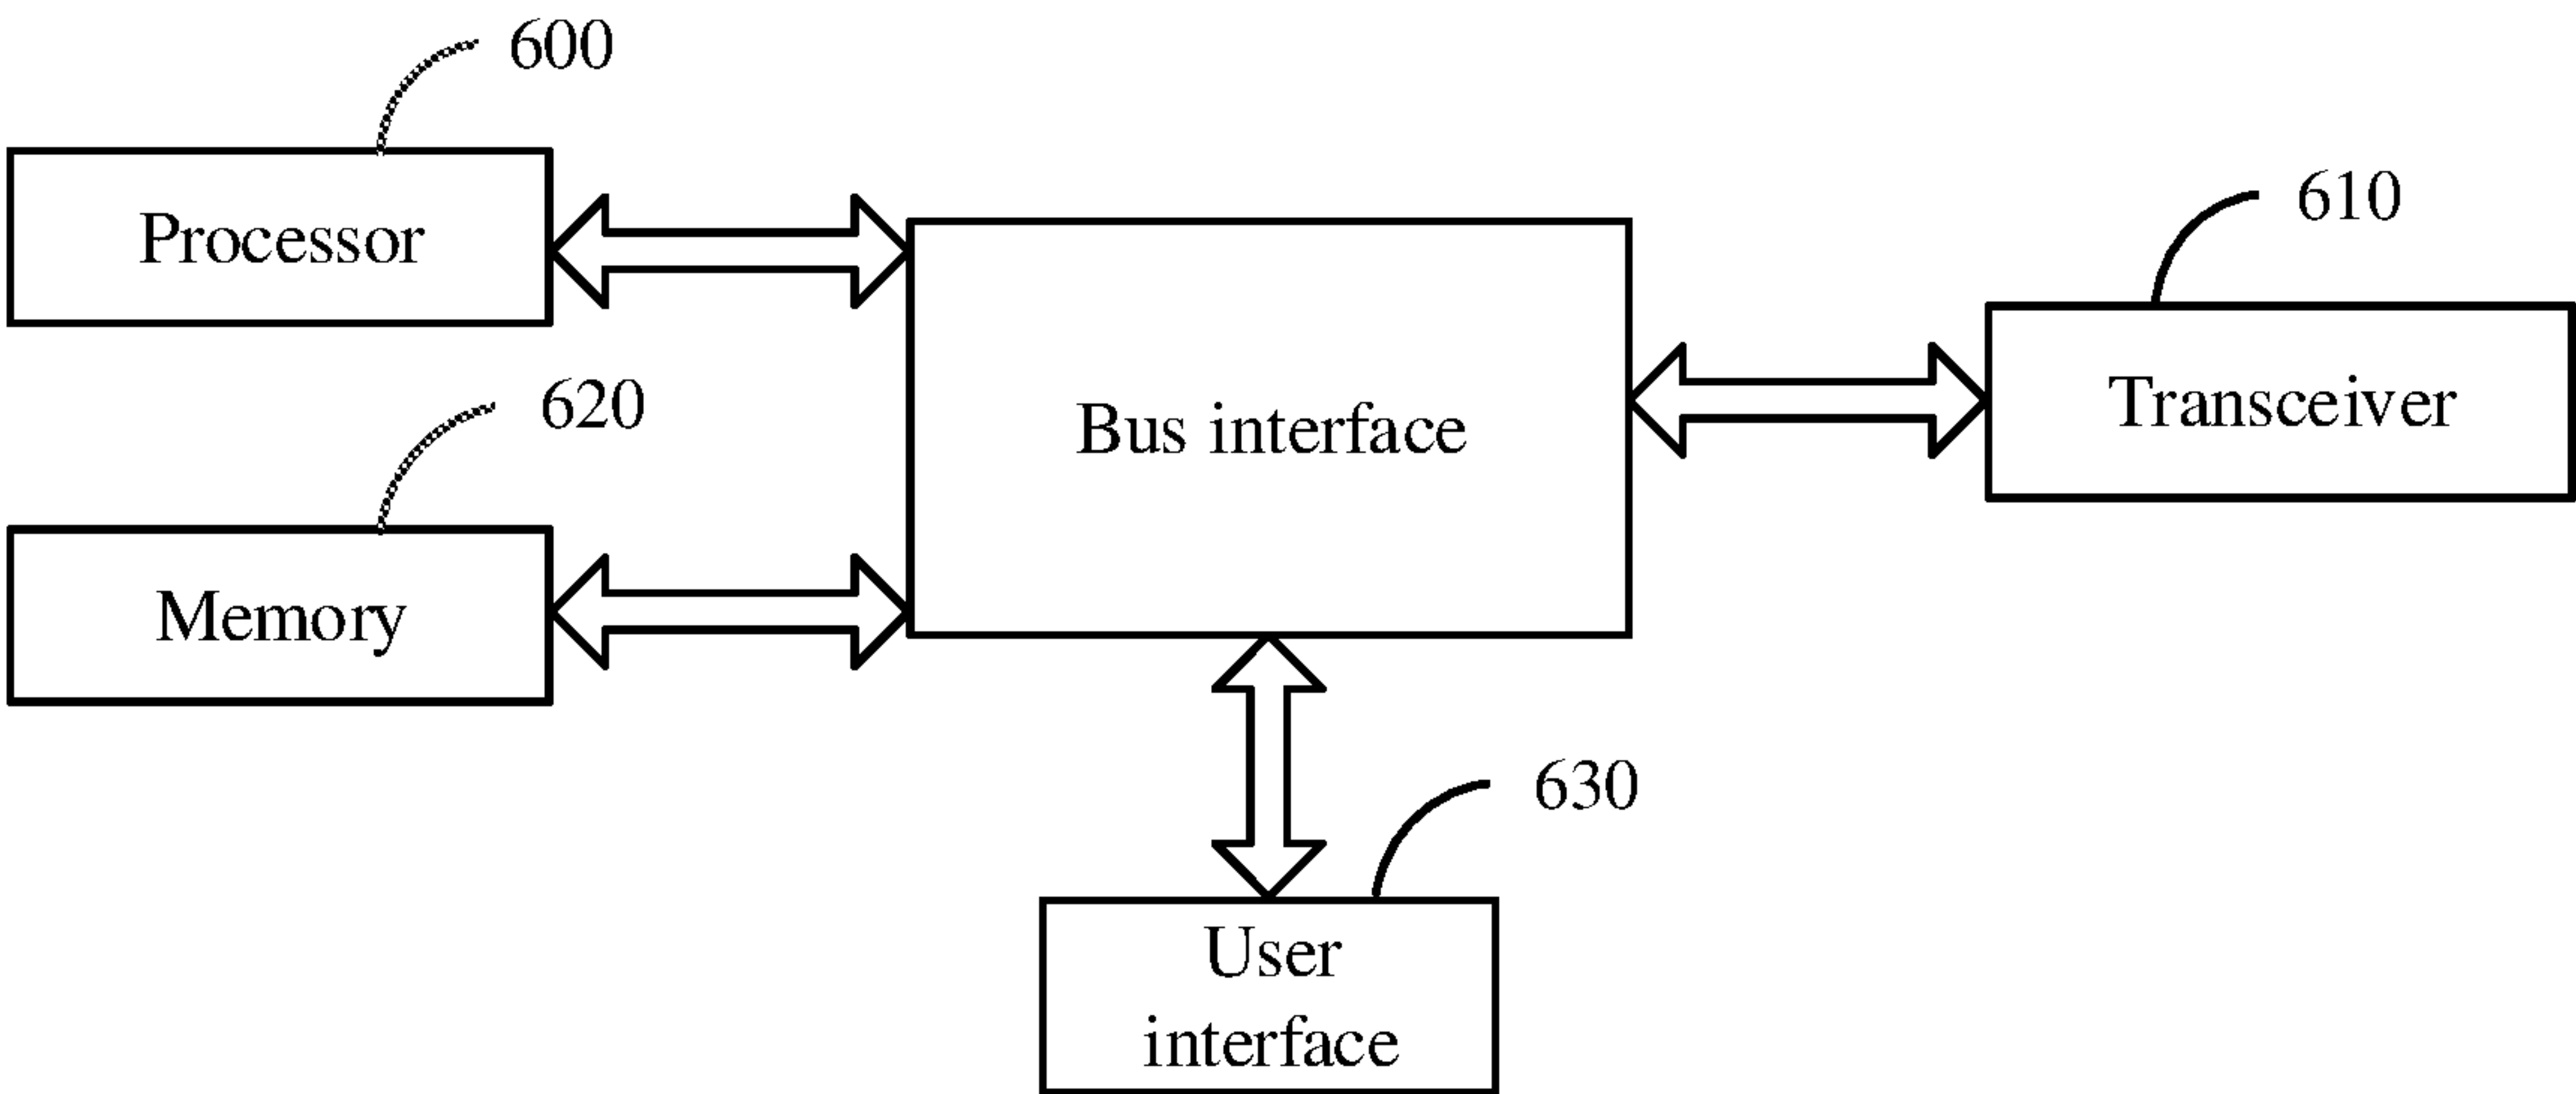 600
Processor
610
620
Bus interface
Transceiver
Memory
630
User
interface